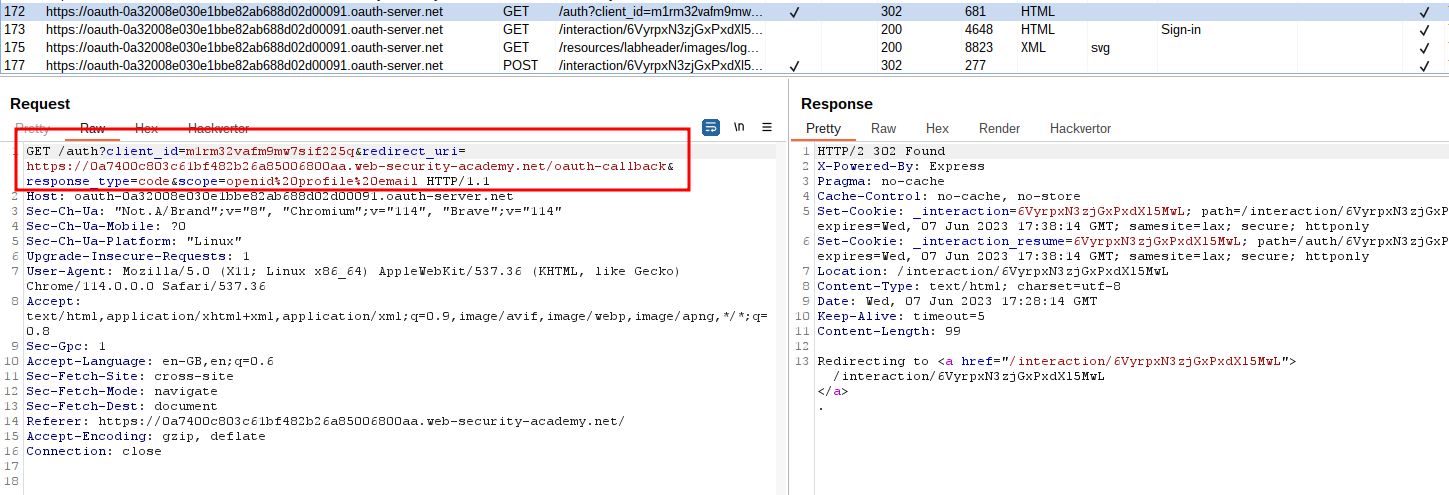 172 https://oauth-0a32008e030e1bbe82ab688d02d00091.oauth-server.net GET /auth?client_id=m1rm32vafm9mw... ✓ 302 681 HTML ✓
173 https://oauth-0a32008e030e1bbe82ab688d02d00091.oauth-server.net GET /interaction/6VyrpxN3zjGxPxdXl5... 200 4648 HTML Sign-in ✓
175 https://oauth-0a32008e030e1bbe82ab688d02d00091.oauth-server.net GET /resources/labheader/images/log... 200 8823 XML svg ✓
177 https://oauth-0a32008e030e1bbe82ab688d02d00091.oauth-server.net POST /interaction/6VyrpxN3zjGxPxdXl5... ✓ 302 277 ✓
Request
Pretty Raw Hex Hackvertor \n ≡
1 GET /auth?client_id=m1rm32vafm9mw7sif225q&redirect_uri=
https://0a7400c803c61bf482b26a85006800aa.web-security-academy.net/oauth-callback&
response_type=code&scope=openid%20profile%20email HTTP/1.1
2 Host: oauth-0a32008e030e1bbe82ab688d02d00091.oauth-server.net
3 Sec-Ch-Ua: "Not.A/Brand";v="8", "Chromium";v="114", "Brave";v="114"
4 Sec-Ch-Ua-Mobile: ?0
5 Sec-Ch-Ua-Platform: "Linux"
6 Upgrade-Insecure-Requests: 1
7 User-Agent: Mozilla/5.0 (X11; Linux x86_64) AppleWebKit/537.36 (KHTML, like Gecko)
Chrome/114.0.0.0 Safari/537.36
8 Accept:
text/html,application/xhtml+xml,application/xml;q=0.9,image/avif,image/webp,image/apng,*/*;q=
0.8
9 Sec-Gpc: 1
10 Accept-Language: en-GB,en;q=0.6
11 Sec-Fetch-Site: cross-site
12 Sec-Fetch-Mode: navigate
13 Sec-Fetch-Dest: document
14 Referer: https://0a7400c803c61bf482b26a85006800aa.web-security-academy.net/
15 Accept-Encoding: gzip, deflate
16 Connection: close
17
18
Response
Pretty Raw Hex Render Hackvertor
1 HTTP/2 302 Found
2 X-Powered-By: Express
3 Pragma: no-cache
4 Cache-Control: no-cache, no-store
5 Set-Cookie: _interaction=6VyrpxN3zjGxPxdXl5MwL; path=/interaction/6VyrpxN3zjGxPxdXl5
expires=Wed, 07 Jun 2023 17:38:14 GMT; samesite=lax; secure; httponly
6 Set-Cookie: _interaction_resume=6VyrpxN3zjGxPxdXl5MwL; path=/auth/6VyrpxN3zjGxPxdXl5
expires=Wed, 07 Jun 2023 17:38:14 GMT; samesite=lax; secure; httponly
7 Location: /interaction/6VyrpxN3zjGxPxdXl5MwL
8 Content-Type: text/html; charset=utf-8
9 Date: Wed, 07 Jun 2023 17:28:14 GMT
10 Keep-Alive: timeout=5
11 Content-Length: 99
12
13 Redirecting to <a href="/interaction/6VyrpxN3zjGxPxdXl5MwL">
/interaction/6VyrpxN3zjGxPxdXl5MwL
</a>
.